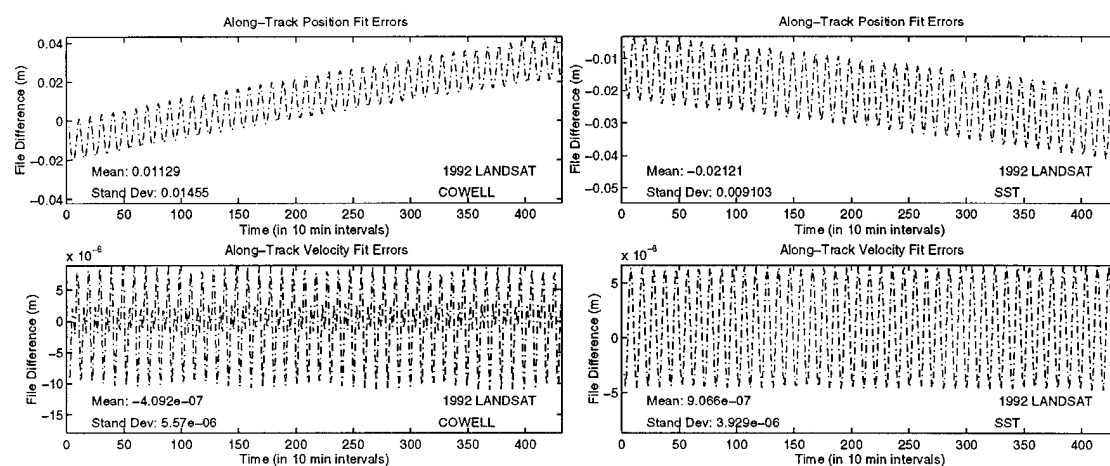 Along–Track Position Fit Errors
File Difference (m)
0.04
0.02
0
−0.02
−0.04
Mean: 0.01129
1992 LANDSAT
Stand Dev: 0.01455
COWELL
0 50 100 150 200 250 300 350 400
Time (in 10 min intervals)
Along–Track Position Fit Errors
File Difference (m)
−0.01
−0.02
−0.03
−0.04
−0.05
Mean: −0.02121
1992 LANDSAT
Stand Dev: 0.009103
SST
0 50 100 150 200 250 300 350 400
Time (in 10 min intervals)
Along–Track Velocity Fit Errors
x 10 −6
File Difference (m)
5
0
−5
−10
−15
Mean: −4.092e−07
1992 LANDSAT
Stand Dev: 5.57e−06
COWELL
0 50 100 150 200 250 300 350 400
Time (in 10 min intervals)
Along–Track Velocity Fit Errors
x 10 −6
File Difference (m)
5
0
−5
Mean: 9.066e−07
1992 LANDSAT
Stand Dev: 3.929e−06
SST
0 50 100 150 200 250 300 350 400
Time (in 10 min intervals)